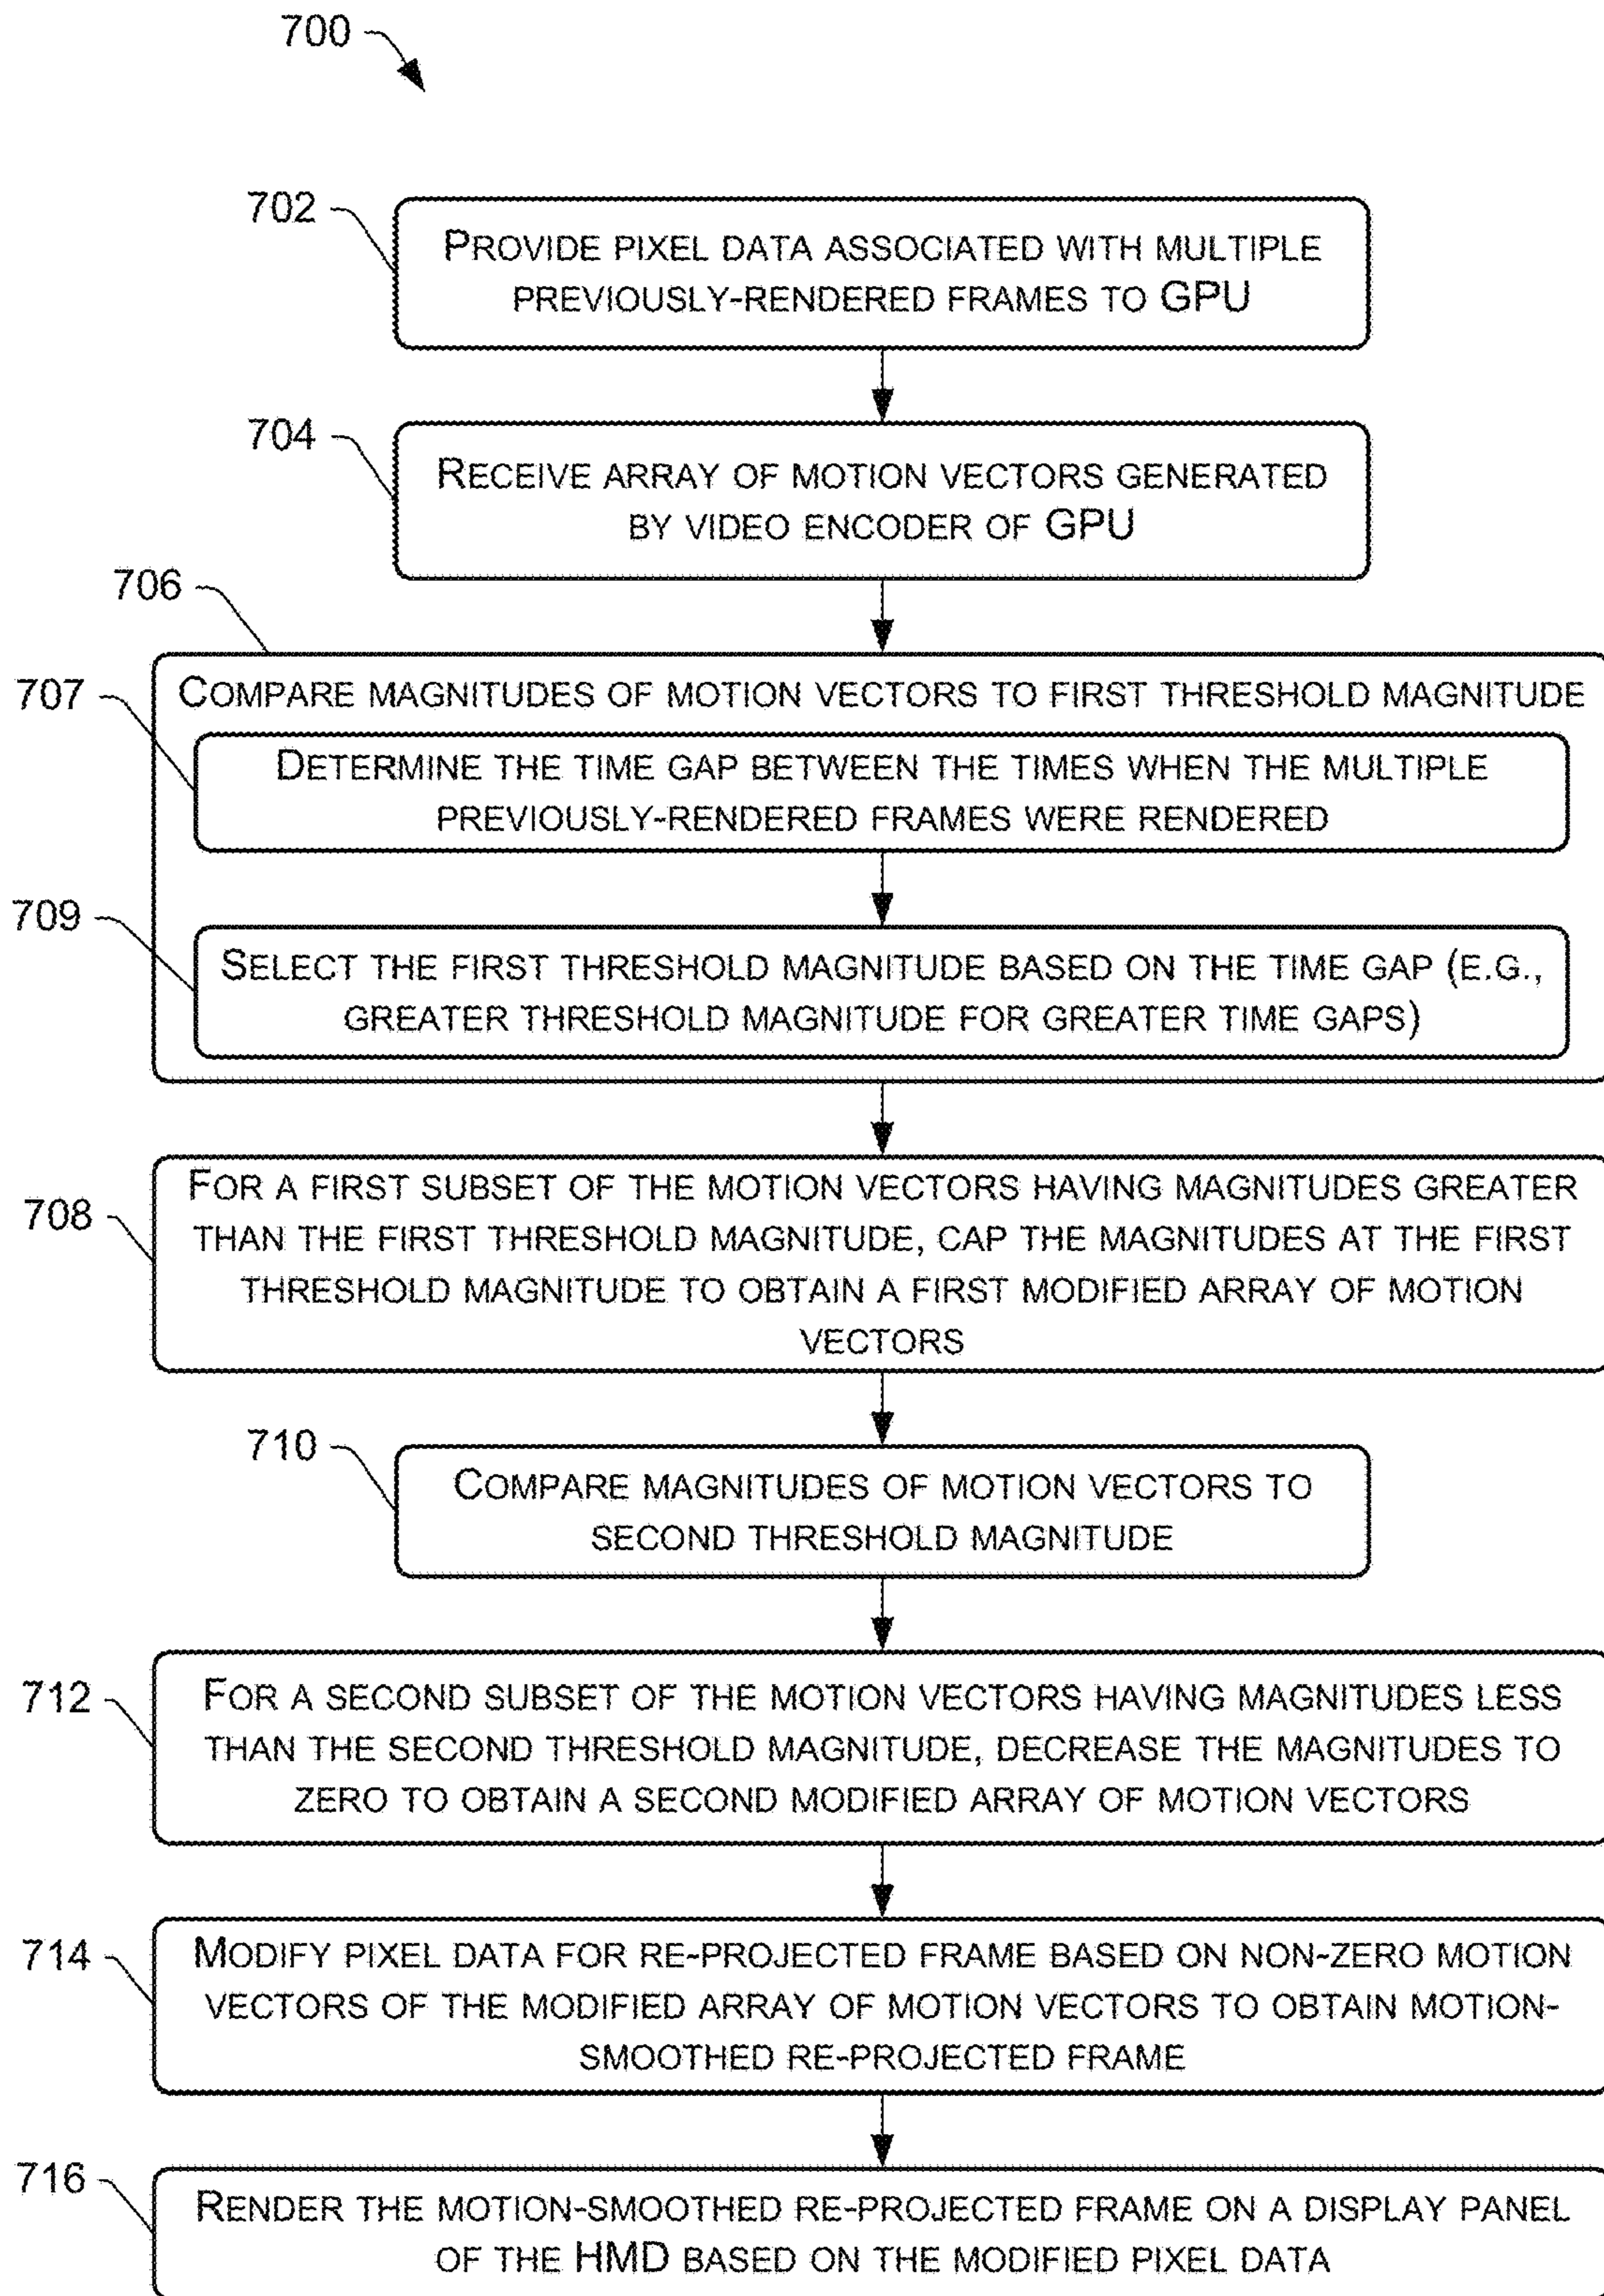 700
702
PROVIDE PIXEL DATA ASSOCIATED WITH MULTIPLE
PREVIOUSLY-RENDERED FRAMES TO GPU
704
RECEIVE ARRAY OF MOTION VECTORS GENERATED
BY VIDEO ENCODER OF GPU
706
COMPARE MAGNITUDES OF MOTION VECTORS TO FIRST THRESHOLD MAGNITUDE
707
DETERMINE THE TIME GAP BETWEEN THE TIMES WHEN THE MULTIPLE
PREVIOUSLY-RENDERED FRAMES WERE RENDERED
709
SELECT THE FIRST THRESHOLD MAGNITUDE BASED ON THE TIME GAP (E.G.,
GREATER THRESHOLD MAGNITUDE FOR GREATER TIME GAPS)
708
FOR A FIRST SUBSET OF THE MOTION VECTORS HAVING MAGNITUDES GREATER
THAN THE FIRST THRESHOLD MAGNITUDE, CAP THE MAGNITUDES AT THE FIRST
THRESHOLD MAGNITUDE TO OBTAIN A FIRST MODIFIED ARRAY OF MOTION
VECTORS
710
COMPARE MAGNITUDES OF MOTION VECTORS TO
SECOND THRESHOLD MAGNITUDE
712
FOR A SECOND SUBSET OF THE MOTION VECTORS HAVING MAGNITUDES LESS
THAN THE SECOND THRESHOLD MAGNITUDE, DECREASE THE MAGNITUDES TO
ZERO TO OBTAIN A SECOND MODIFIED ARRAY OF MOTION VECTORS
714
MODIFY PIXEL DATA FOR RE-PROJECTED FRAME BASED ON NON-ZERO MOTION
VECTORS OF THE MODIFIED ARRAY OF MOTION VECTORS TO OBTAIN MOTION-
SMOOTHED RE-PROJECTED FRAME
716
RENDER THE MOTION-SMOOTHED RE-PROJECTED FRAME ON A DISPLAY PANEL
OF THE HMD BASED ON THE MODIFIED PIXEL DATA